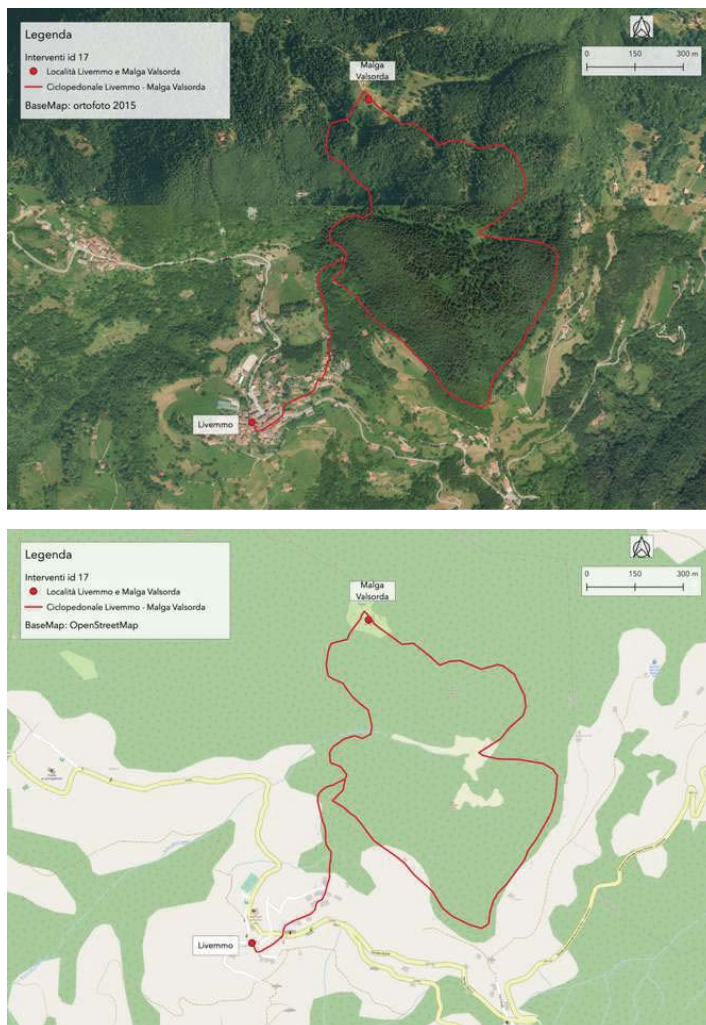 Legenda
Interventi id 17
Località Livemmo e Malga Valsorda
Ciclopedonale Livemmo - Malga Valsorda
BaseMap: ortofoto 2015
0 150 300 m
Malga
Valsorda
Livemmo
Legenda
Interventi id 17
Località Livemmo e Malga Valsorda
Ciclopedonale Livemmo - Malga Valsorda
BaseMap: OpenStreetMap
0 150 300 m
Malga
Valsorda
Livemmo